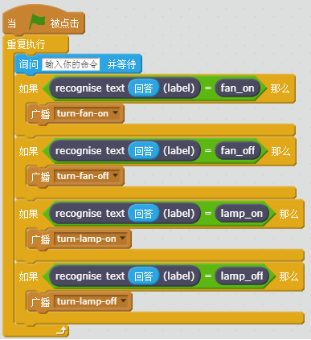 当 被点击
重复执行
询问 输入你的命令 并等待
如果 recognise text 回答 (label) = fan_on 那么
广播 turn-fan-on
如果 recognise text 回答 (label) = fan_off 那么
广播 turn-fan-off
如果 recognise text 回答 (label) = lamp_on 那么
广播 turn-lamp-on
如果 recognise text 回答 (label) = lamp_off 那么
广播 turn-lamp-off